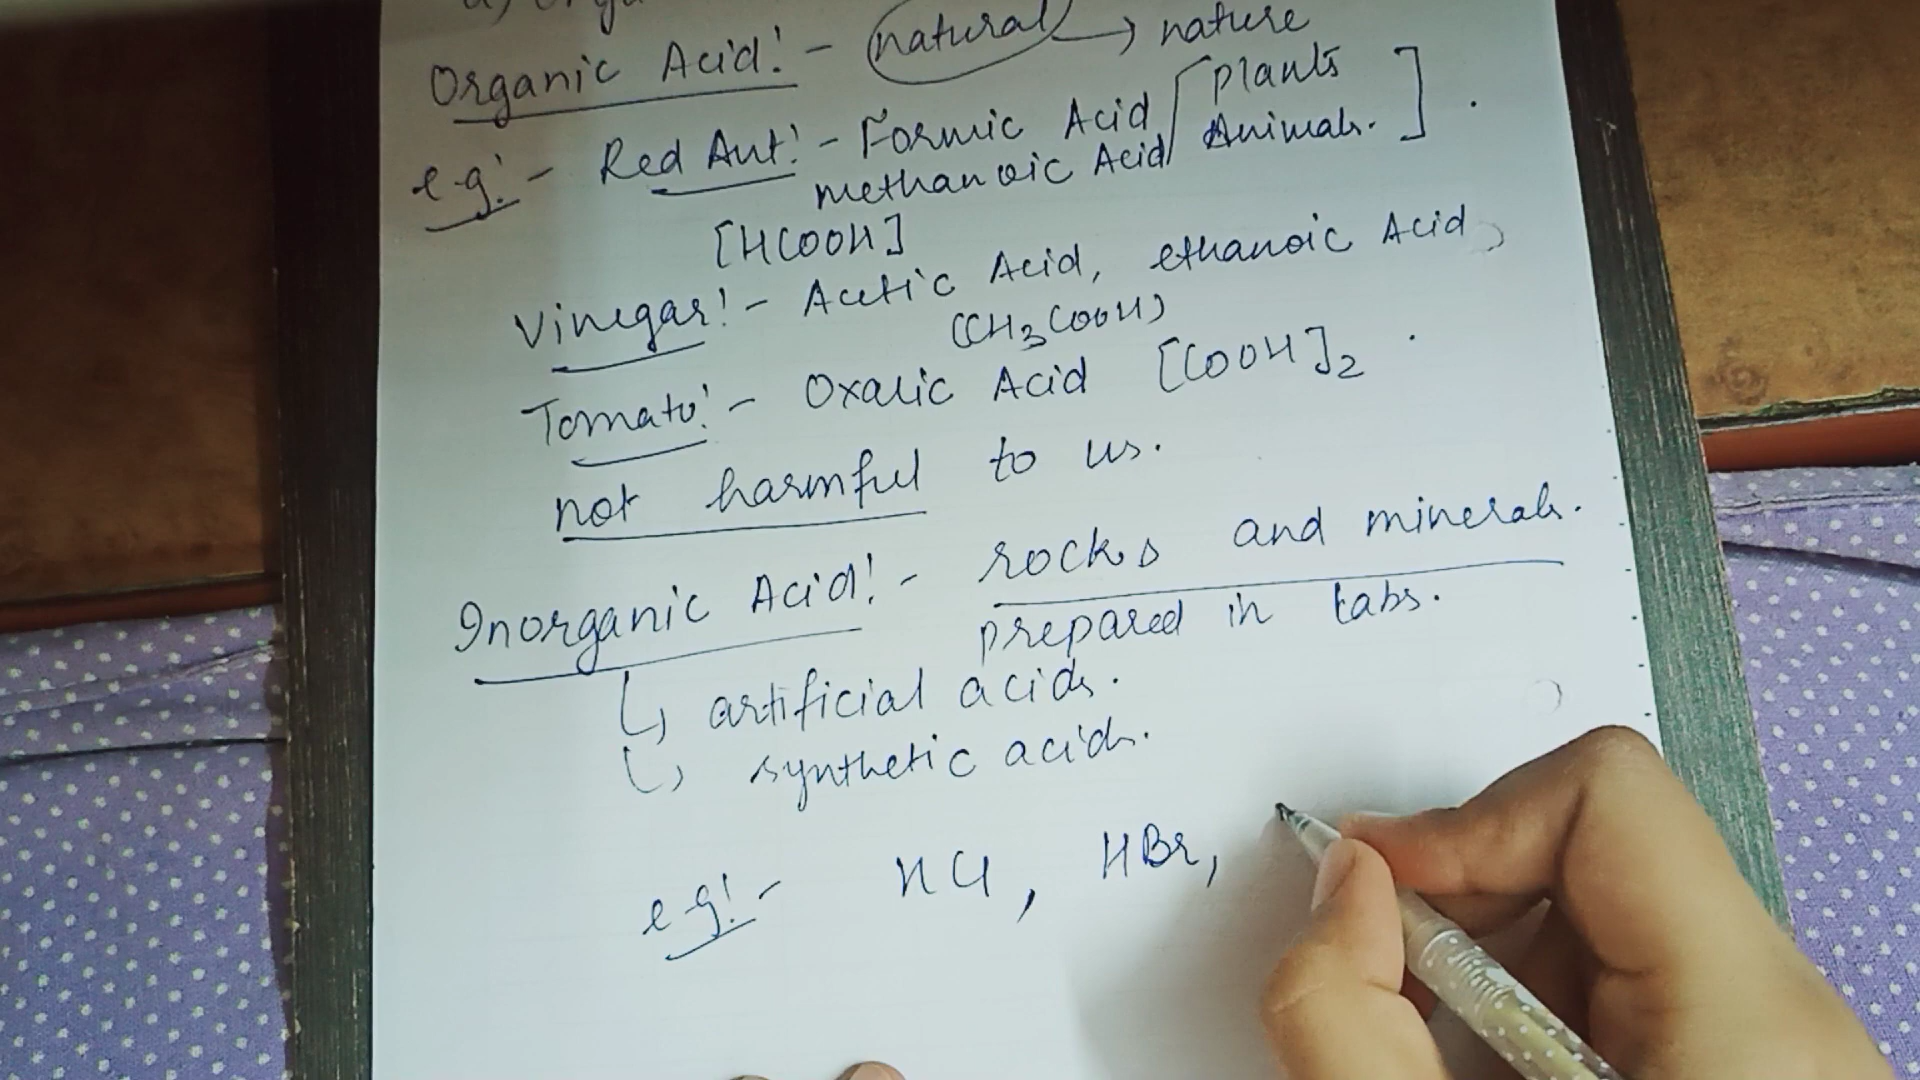 Organic Acid:- natural → nature
[Plants
Animals.].
e.g:- Red Ant:- Formic Acid,
methanoic Acid
[HCOOH]
Vinegar:- Acetic Acid, ethanoic Acid,
(CH3COOH)
Tomato:- Oxalic Acid [COOH]2.
not harmful to us.
Inorganic Acid:- rocks and minerals.
prepared in labs.
↳ artificial acids.
↳ synthetic acids.
eg:- HCl, HBr,